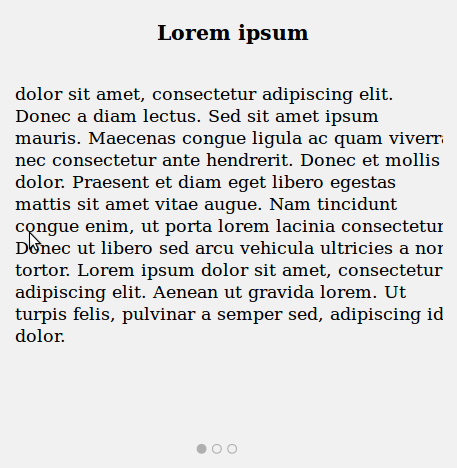 Lorem ipsum
dolor sit amet, consectetur adipiscing elit.
Donec a diam lectus. Sed sit amet ipsum
mauris. Maecenas congue ligula ac quam viverra
nec consectetur ante hendrerit. Donec et mollis
dolor. Praesent et diam eget libero egestas
mattis sit amet vitae augue. Nam tincidunt
congue enim, ut porta lorem lacinia consectetur
Donec ut libero sed arcu vehicula ultricies a non
tortor. Lorem ipsum dolor sit amet, consectetur
adipiscing elit. Aenean ut gravida lorem. Ut
turpis felis, pulvinar a semper sed, adipiscing id
dolor.